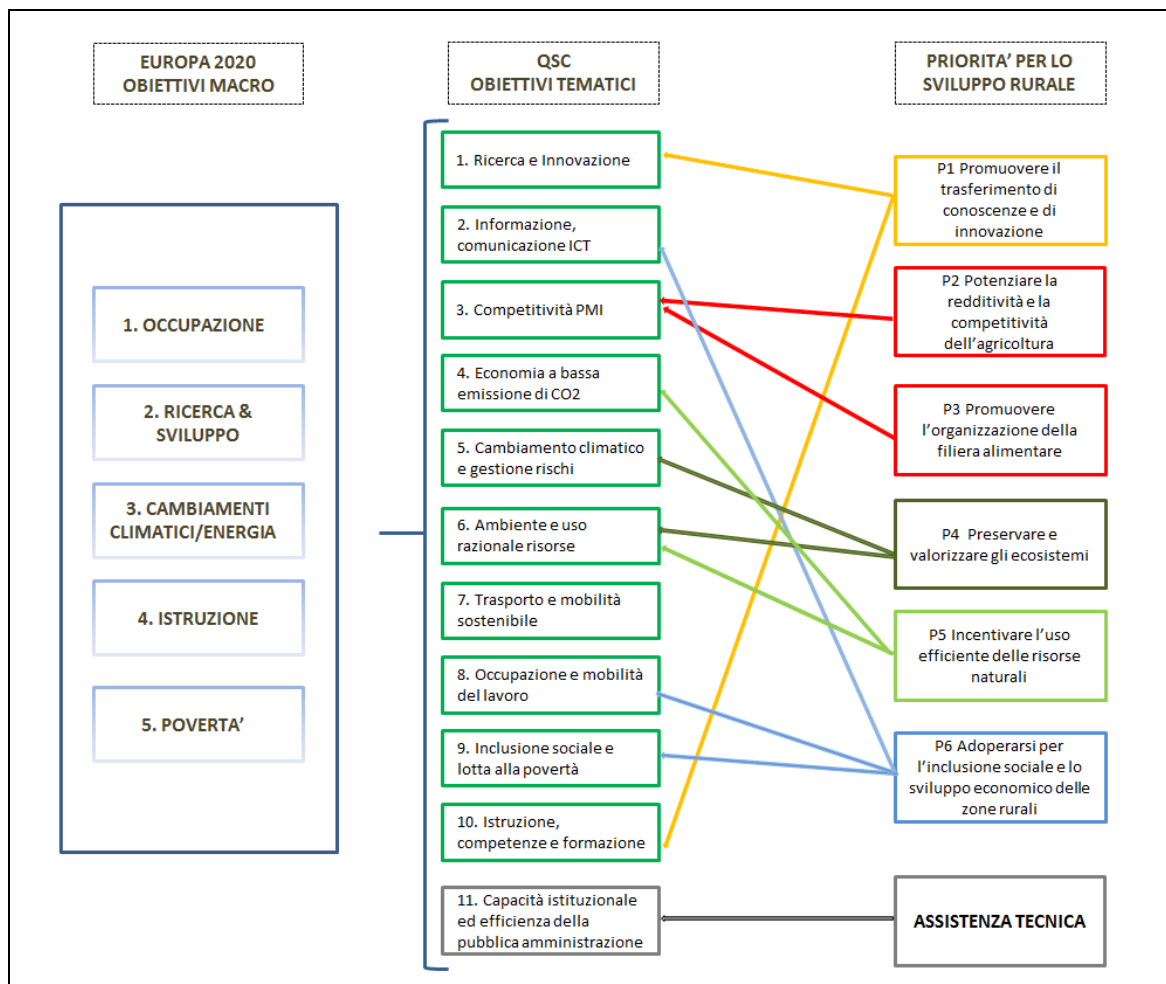 EUROPA 2020
OBIETTIVI MACRO
1. OCCUPAZIONE
2. RICERCA &
SVILUPPO
3. CAMBIAMENTI
CLIMATICI/ENERGIA
4. ISTRUZIONE
5. POVERTA’
QSC
OBIETTIVI TEMATICI
1. Ricerca e Innovazione
2. Informazione,
comunicazione ICT
3. Competitività PMI
4. Economia a bassa
emissione di CO2
5. Cambiamento climatico
e gestione rischi
6. Ambiente e uso
razionale risorse
7. Trasporto e mobilità
sostenibile
8. Occupazione e mobilità
del lavoro
9. Inclusione sociale e
lotta alla povertà
10. Istruzione,
competenze e formazione
11. Capacità istituzionale
ed efficienza della
pubblica amministrazione
PRIORITA’ PER LO
SVILUPPO RURALE
P1 Promuovere il
trasferimento di
conoscenze e di
innovazione
P2 Potenziare la
redditività e la
competitività
dell’agricoltura
P3 Promuovere
l’organizzazione della
filiera alimentare
P4 Preservare e
valorizzare gli ecosistemi
P5 Incentivare l’uso
efficiente delle risorse
naturali
P6 Adoperarsi per
l’inclusione sociale e lo
sviluppo economico delle
zone rurali
ASSISTENZA TECNICA